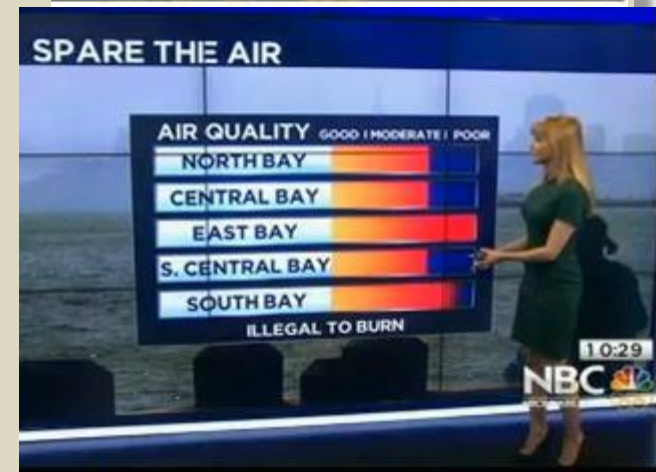 SPARE THE AIR
AIR QUALITY GOOD | MODERATE | POOR
NORTH BAY
CENTRAL BAY
EAST BAY
S. CENTRAL BAY
SOUTH BAY
ILLEGAL TO BURN
10:29
NBC